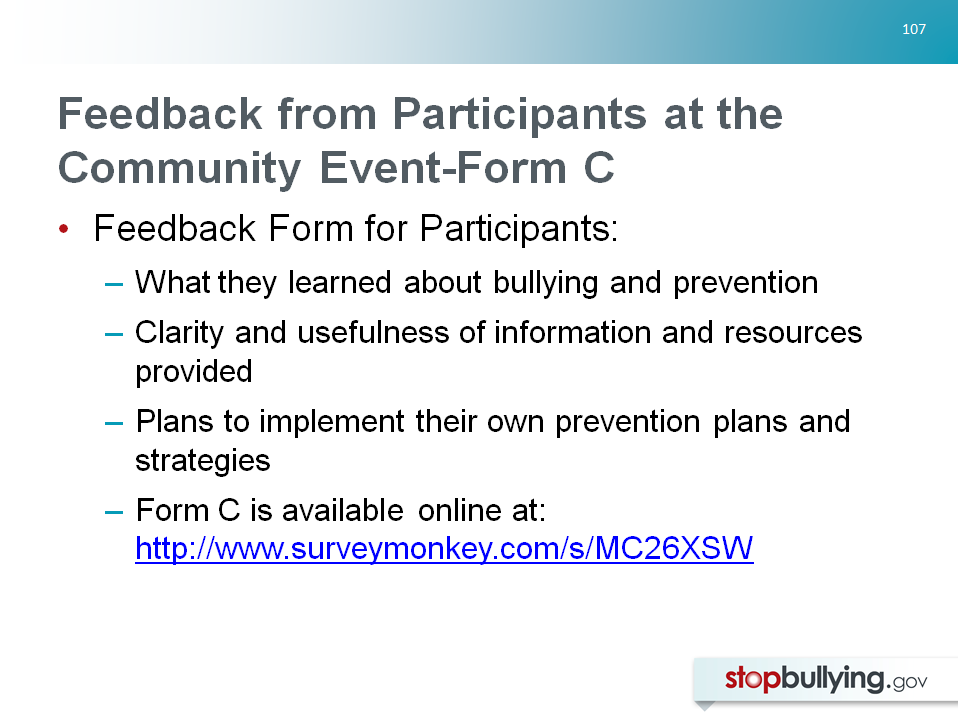 107
Feedback from Participants at the
Community Event-Form C
• Feedback Form for Participants:
– What they learned about bullying and prevention
– Clarity and usefulness of information and resources
provided
– Plans to implement their own prevention plans and
strategies
– Form C is available online at:
http://www.surveymonkey.com/s/MC26XSW
stopbullying.gov